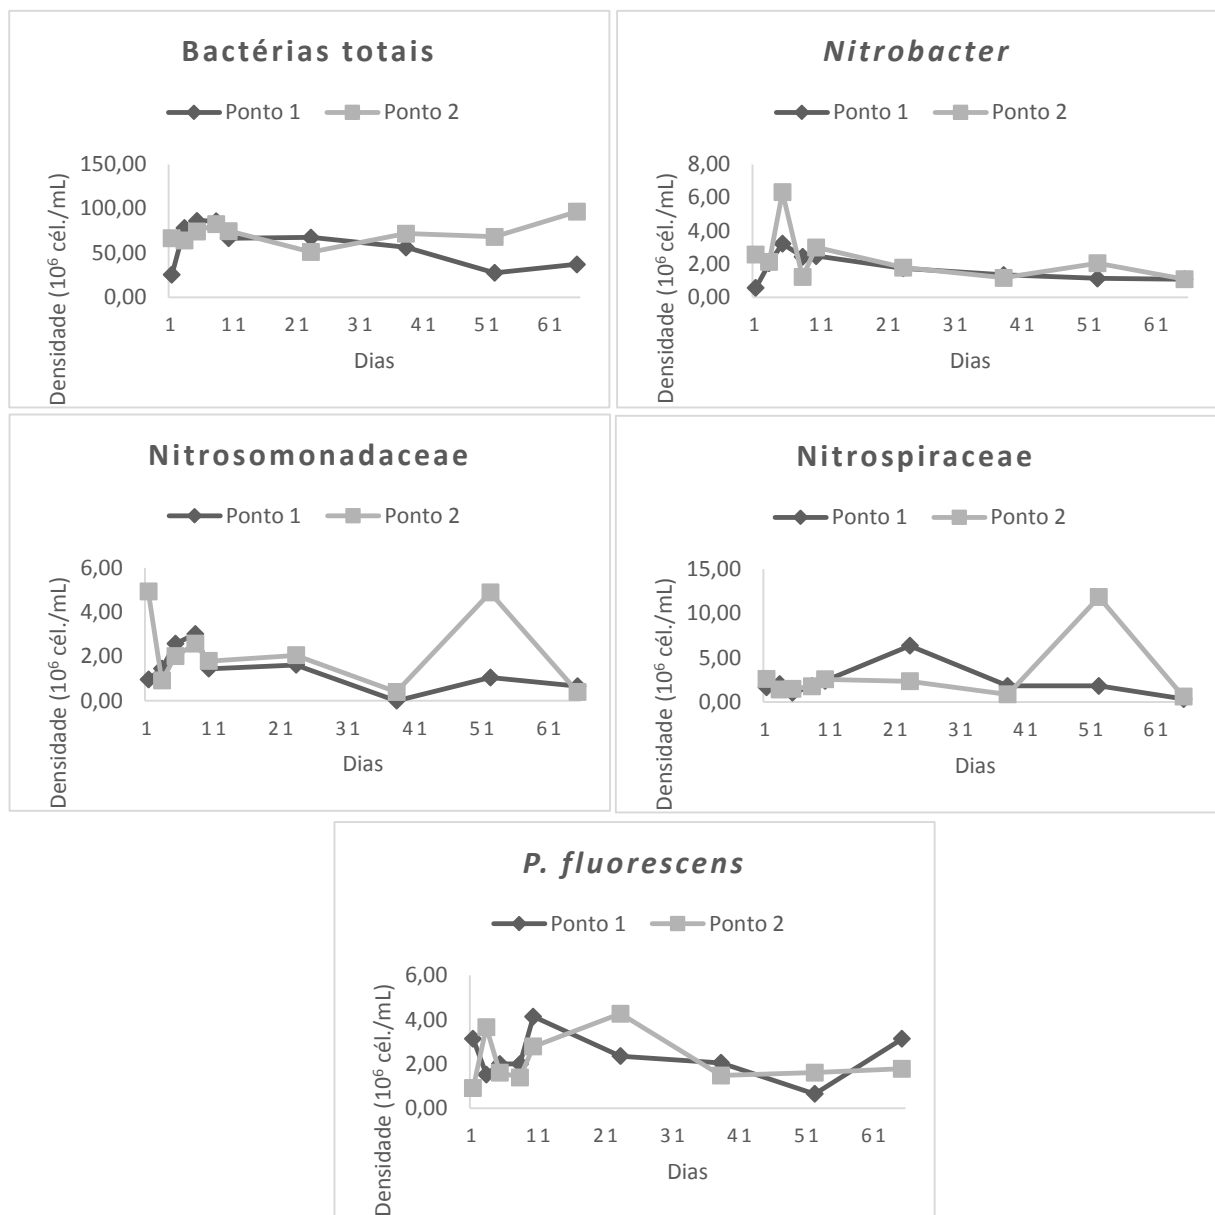 Bactérias totais
Ponto 1 Ponto 2
Densidade (10⁶ cél./mL)
150,00
100,00
50,00
0,00
1 11 21 31 41 51 61
Dias
Nitrobacter
Ponto 1 Ponto 2
Densidade (10⁶ cél./mL)
8,00
6,00
4,00
2,00
0,00
1 11 21 31 41 51 61
Dias
Nitrosomonadaceae
Ponto 1 Ponto 2
Densidade (10⁶ cél./mL)
6,00
4,00
2,00
0,00
1 11 21 31 41 51 61
Dias
Nitrospiraceae
Ponto 1 Ponto 2
Densidade (10⁶ cél./mL)
15,00
10,00
5,00
0,00
1 11 21 31 41 51 61
Dias
P. fluorescens
Ponto 1 Ponto 2
Densidade (10⁶ cél./mL)
6,00
4,00
2,00
0,00
1 11 21 31 41 51 61
Dias